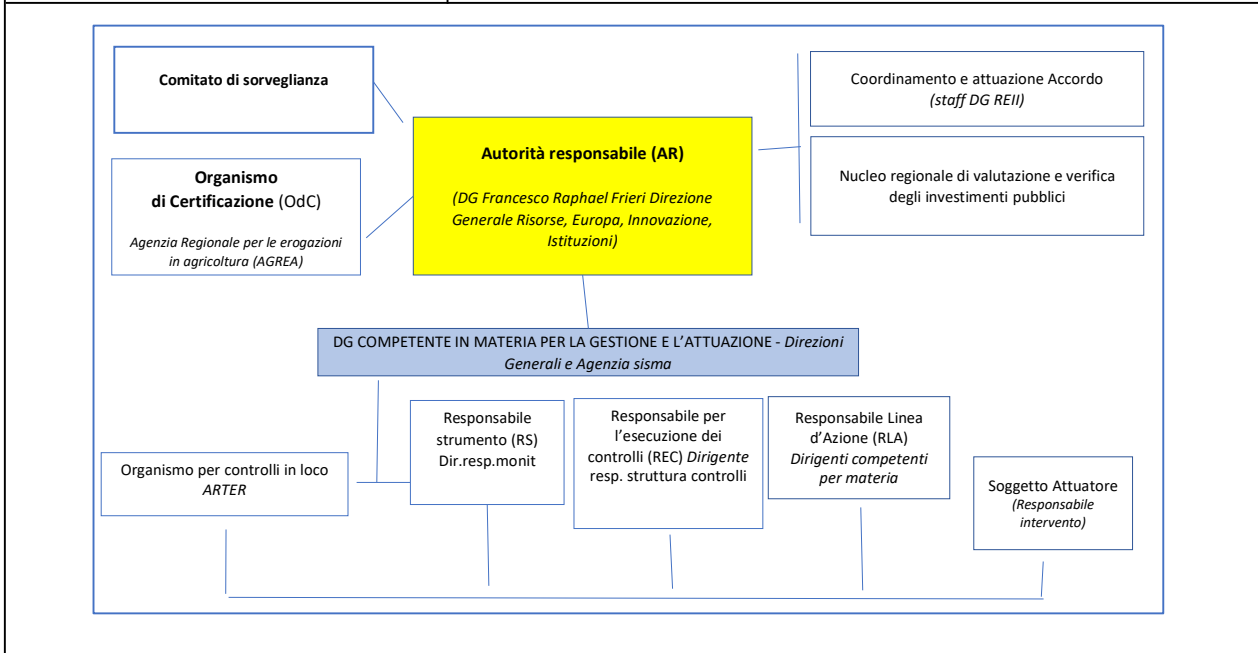 Comitato di sorveglianza
Organismo
di Certificazione (OdC)
Agenzia Regionale per le erogazioni
in agricoltura (AGREA)
Autorità responsabile (AR)
(DG Francesco Raphael Frieri Direzione
Generale Risorse, Europa, Innovazione,
Istituzioni)
Coordinamento e attuazione Accordo
(staff DG REII)
Nucleo regionale di valutazione e verifica
degli investimenti pubblici
DG COMPETENTE IN MATERIA PER LA GESTIONE E L'ATTUAZIONE - Direzioni
Generali e Agenzia sisma
Organismo per controlli in loco
ARTER
Responsabile
strumento (RS)
Dir.resp.monit
Responsabile per
l'esecuzione dei
controlli (REC) Dirigente
resp. struttura controlli
Responsabile Linea
d'Azione (RLA)
Dirigenti competenti
per materia
Soggetto Attuatore
(Responsabile
intervento)